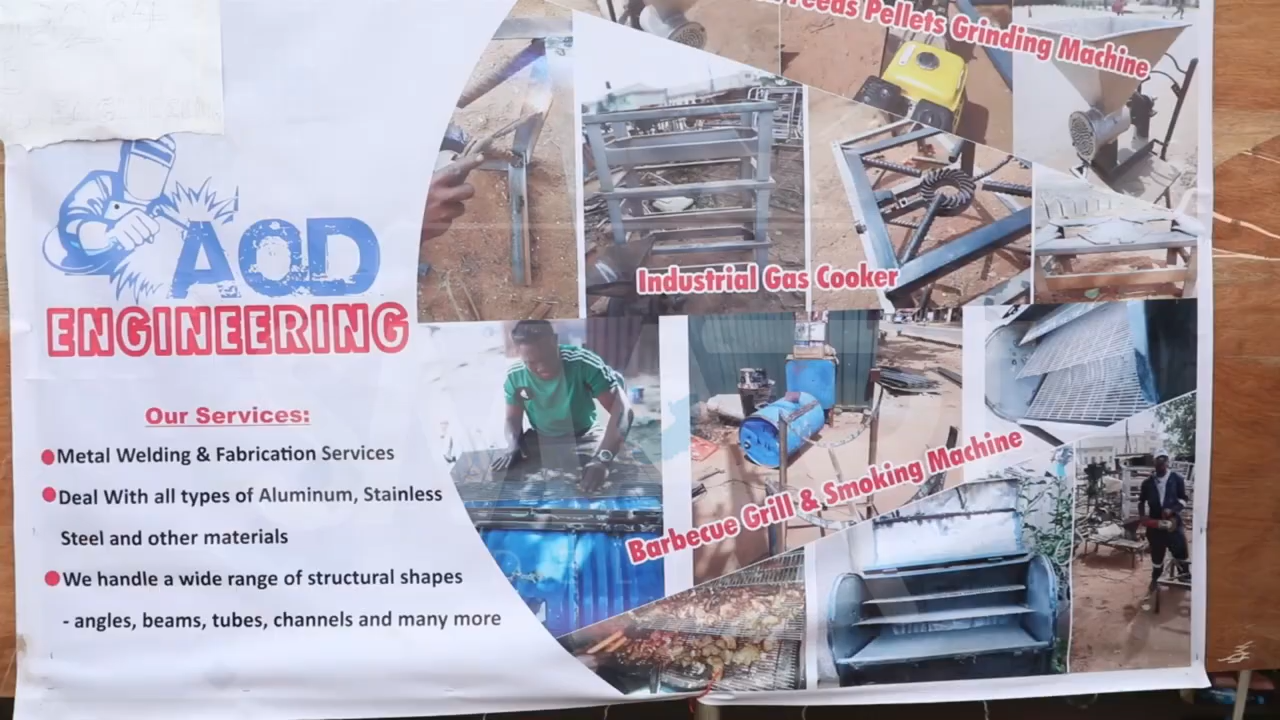 Feeds Pellets Grinding Machine
AOD
ENGINEERING
Industrial Gas Cooker
Our Services:
Metal Welding & Fabrication Services
Deal With all types of Aluminum, Stainless
Steel and other materials
We handle a wide range of structural shapes
- angles, beams, tubes, channels and many more
Barbecue Grill & Smoking Machine